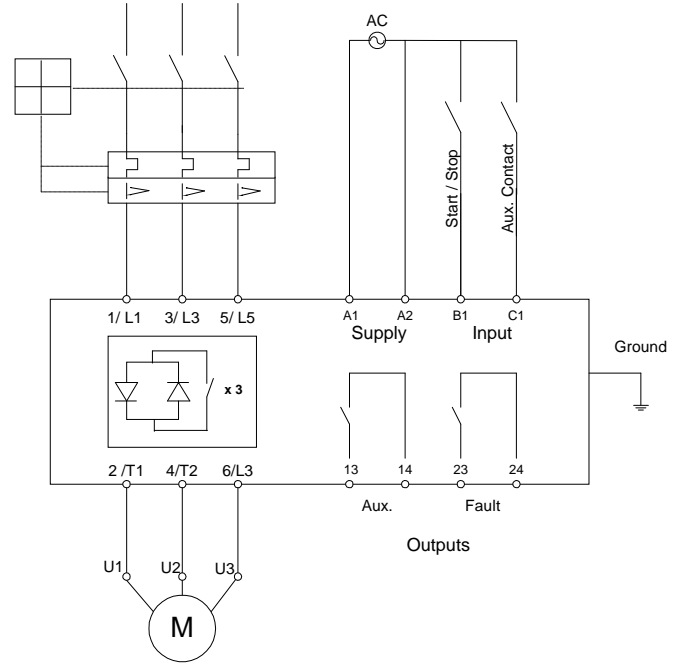 AC
Start / Stop
Aux. Contact
1/ L1 3/ L3 5/ L5
A1 A2 B1 C1
Supply Input
Ground
x 3
2 /T1 4/T2 6/L3
13 14 23 24
Aux. Fault
Outputs
U1 U2 U3
M